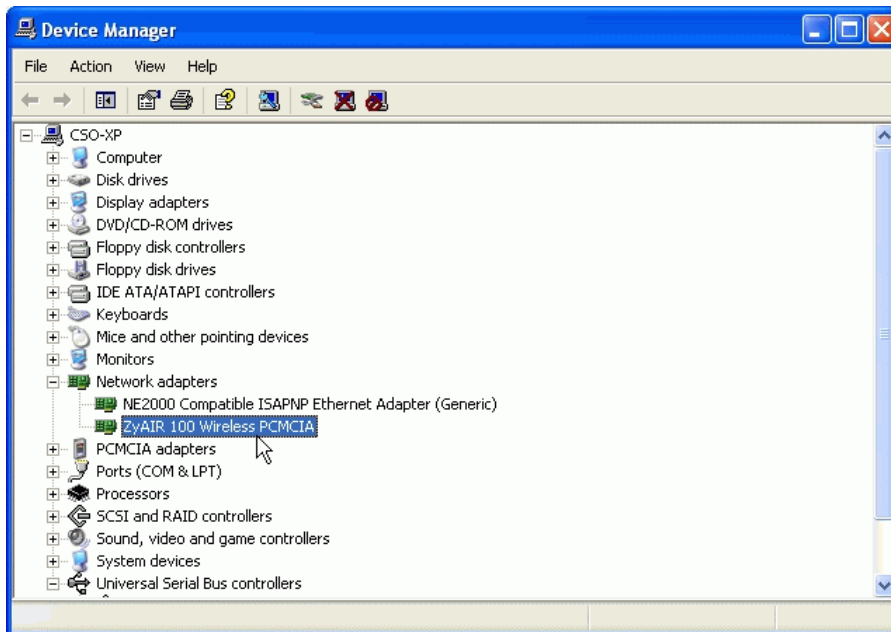 Device Manager
File Action View Help
CSO-XP
Computer
Disk drives
Display adapters
DVD/CD-ROM drives
Floppy disk controllers
Floppy disk drives
IDE ATA/ATAPI controllers
Keyboards
Mice and other pointing devices
Monitors
Network adapters
NE2000 Compatible ISAPNP Ethernet Adapter (Generic)
ZyAIR 100 Wireless PCMCIA
PCMCIA adapters
Ports (COM & LPT)
Processors
SCSI and RAID controllers
Sound, video and game controllers
System devices
Universal Serial Bus controllers